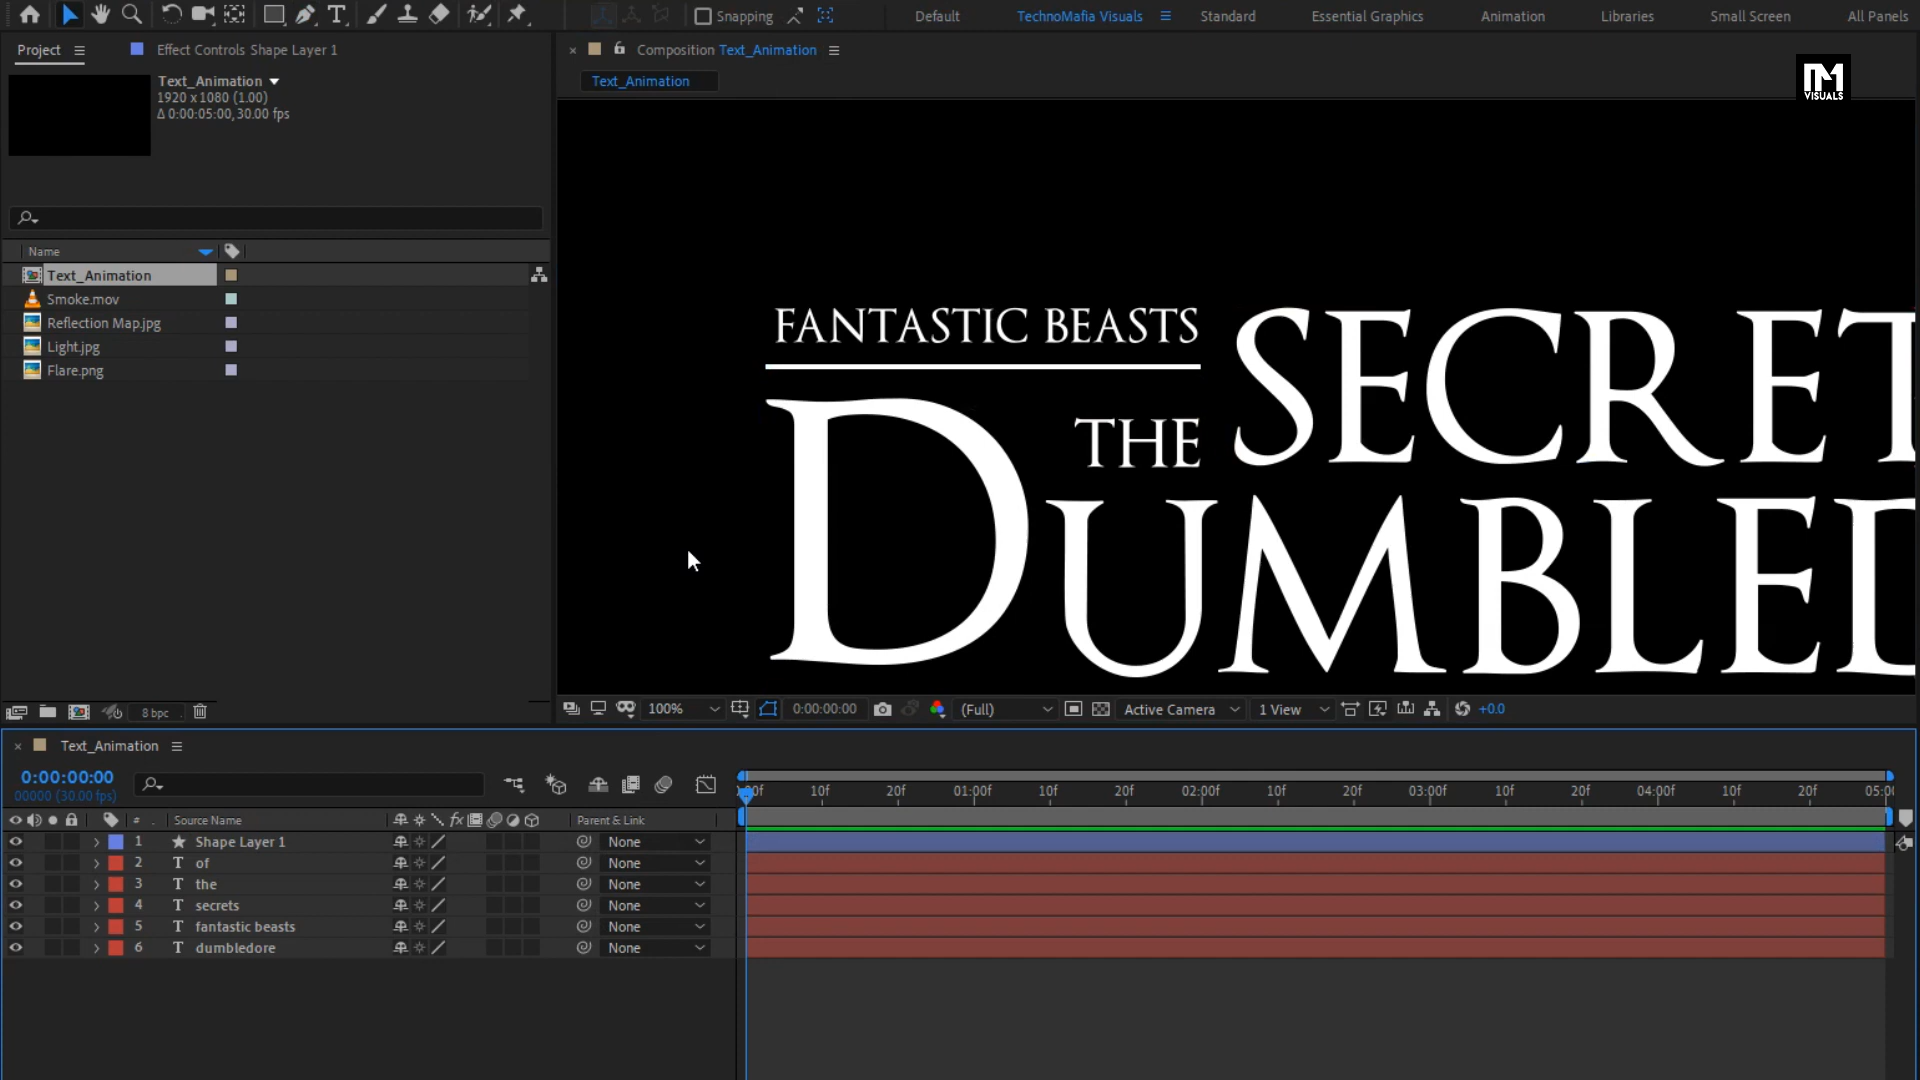 Snapping
Default
TechnoMafia Visuals
Standard
Essential Graphics
Animation
Libraries
Small Screen
All Panels
Project
Effect Controls Shape Layer 1
Composition Text_Animation
Text_Animation
1920 x 1080 (1.00)
Δ 0:00:05:00, 30.00 fps
Text_Animation
VISUALS
Name
Text_Animation
Smoke.mov
Reflection Map.jpg
Light.jpg
Flare.png
FANTASTIC BEASTS
SECRET
THE
DUMBLED
8 bpc
100%
0:00:00:00
(Full)
Active Camera
1 View
+0.0
Text_Animation
0:00:00:00
00000 (30.00 fps)
10f 20f 01:00f 10f 20f 02:00f 10f 20f 03:00f 10f 20f 04:00f 10f 20f 05:00
# Source Name Parent & Link
1 Shape Layer 1 None
2 T of None
3 T the None
4 T secrets None
5 T fantastic beasts None
6 T dumbledore None